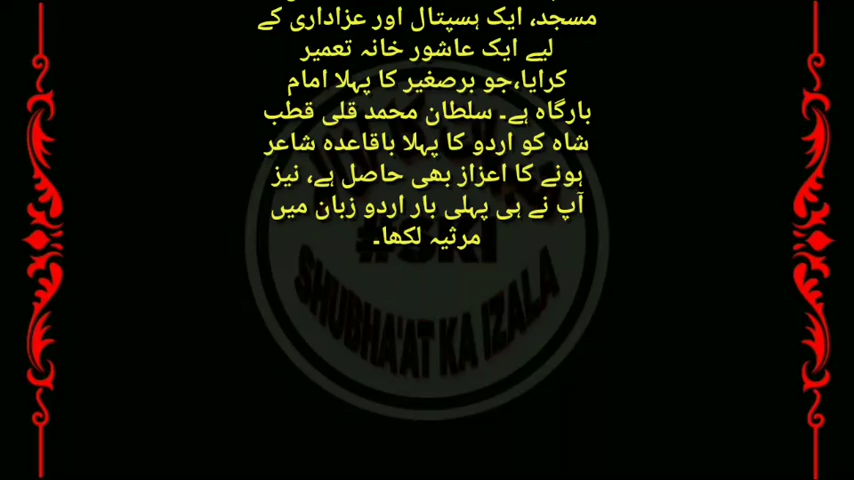 مسجد، ایک ہسپتال اور عزاداری کے
لیے ایک عاشور خانہ تعمیر
کرایا،جو برصغیر کا پہلا امام
بارگاہ ہے۔ سلطان محمد قلی قطب
شاہ کو اردو کا پہلا باقاعدہ شاعر
ہونے کا اعزاز بھی حاصل ہے، نیز
آپ نے ہی پہلی بار اردو زبان میں
مرثیہ لکھا۔
#SKI
SHUBHA'AT KA IZALA